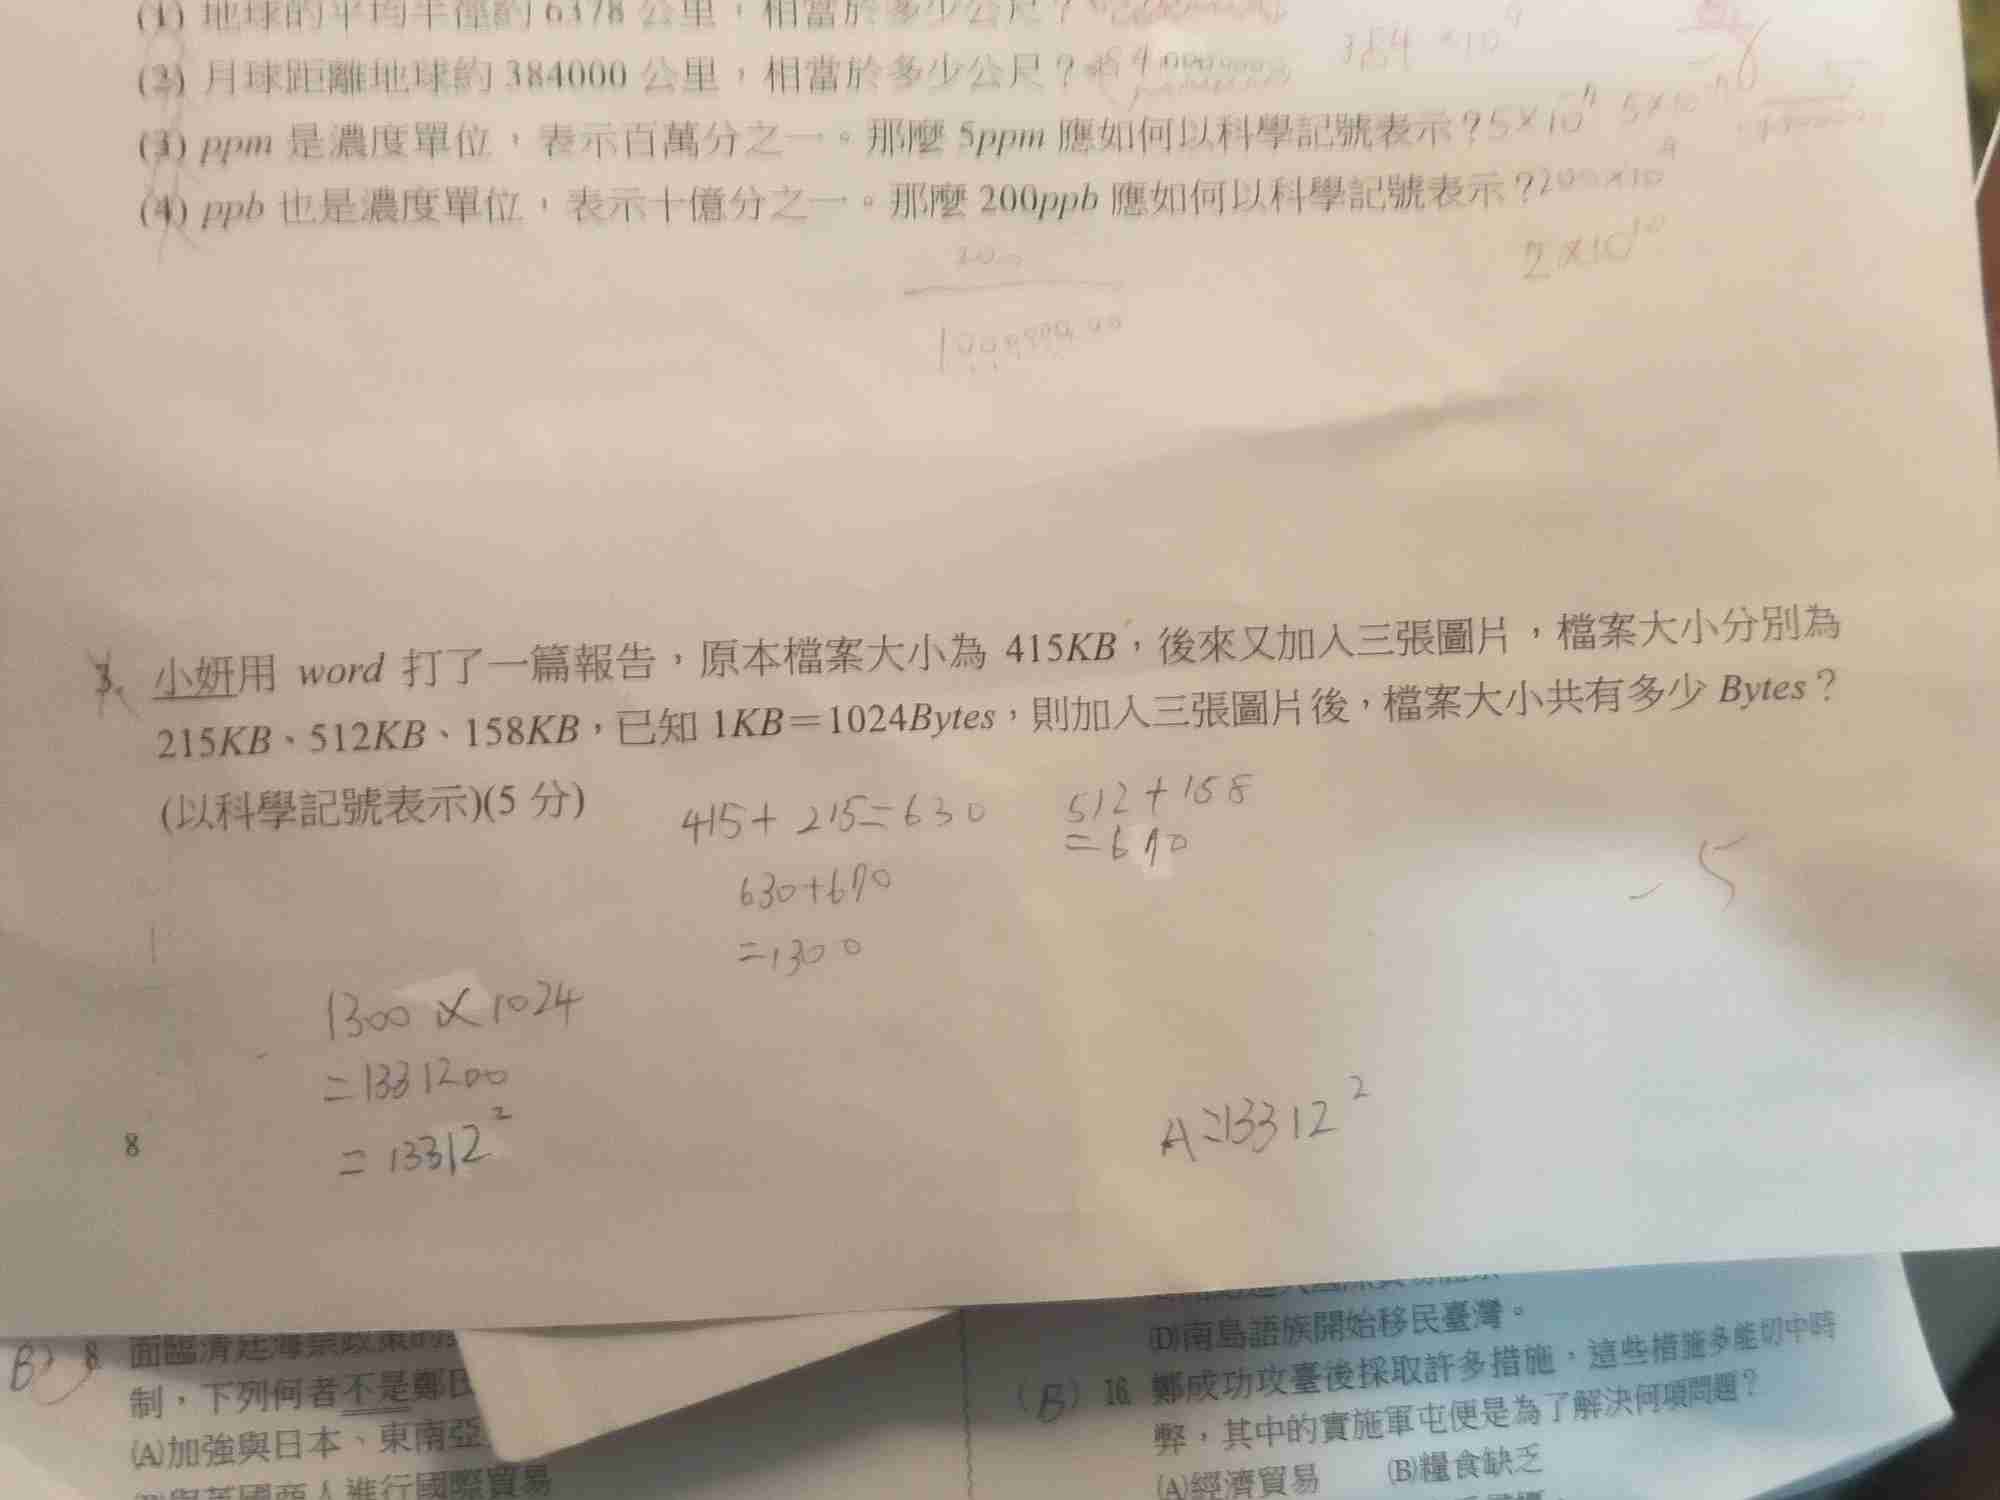 (1) 地球的平均半徑約 6378 公里，相當於多少公尺？
(2) 月球距離地球約 384000 公里，相當於多少公尺？
384 × 10
(3) ppm 是濃度單位，表示百萬分之一。那麼 5ppm 應如何以科學記號表示？
(4) ppb 也是濃度單位，表示十億分之一。那麼 200ppb 應如何以科學記號表示？200×10⁹
2×10¹⁰
200
3. 小妍用 word 打了一篇報告，原本檔案大小為 415KB，後來又加入三張圖片，檔案大小分別為
215KB、512KB、158KB，已知 1KB＝1024Bytes，則加入三張圖片後，檔案大小共有多少 Bytes？
(以科學記號表示)(5 分)
415+ 215=630
512+158
=670
630+670
=1300
-5
1300 × 1024
=1331200
=13312²
A=13312²
8
B) 8. 面臨清廷海禁政策的
制，下列何者不是鄭氏
(A)加強與日本、東南亞
(D)南島語族開始移民臺灣。
(B) 16. 鄭成功攻臺後採取許多措施，這些措施多能切中時
弊，其中的實施軍屯便是為了解決何項問題？
(A)經濟貿易 (B)糧食缺乏